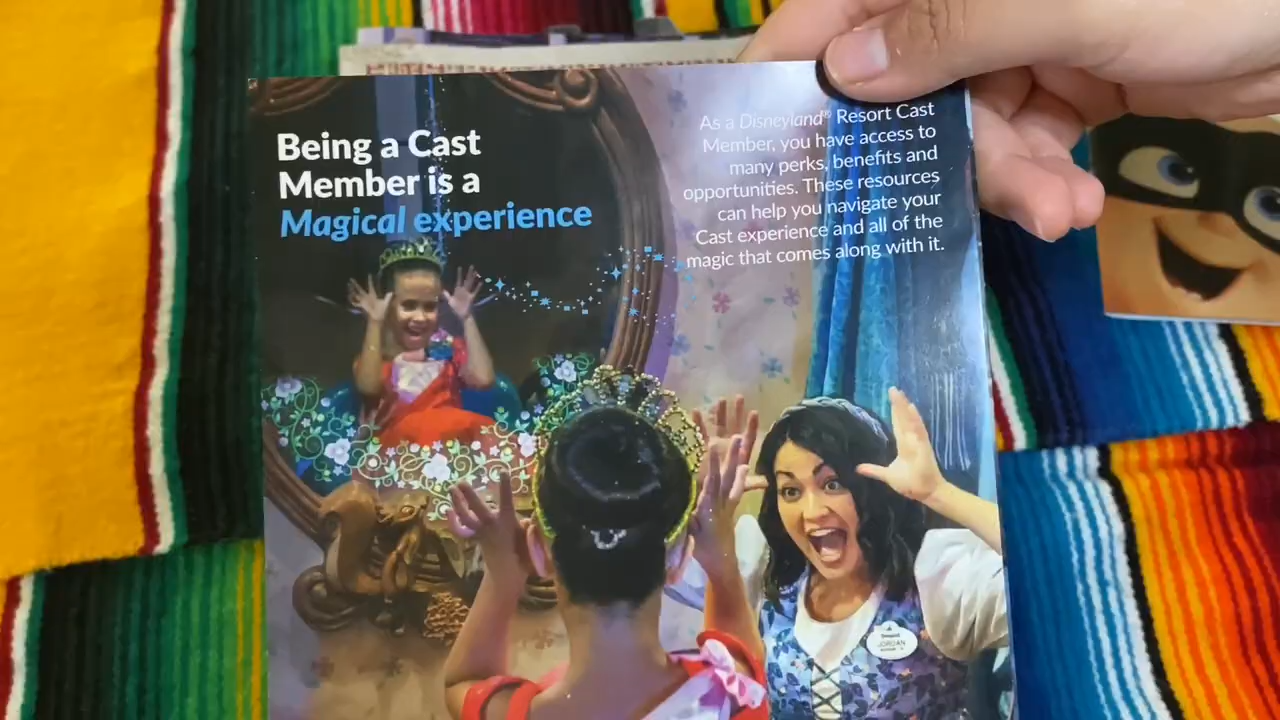 Being a Cast
Member is a
Magical experience
As a Disneyland® Resort Cast
Member, you have access to
many perks, benefits and
opportunities. These resources
can help you navigate your
Cast experience and all of the
magic that comes along with it.
JORDAN